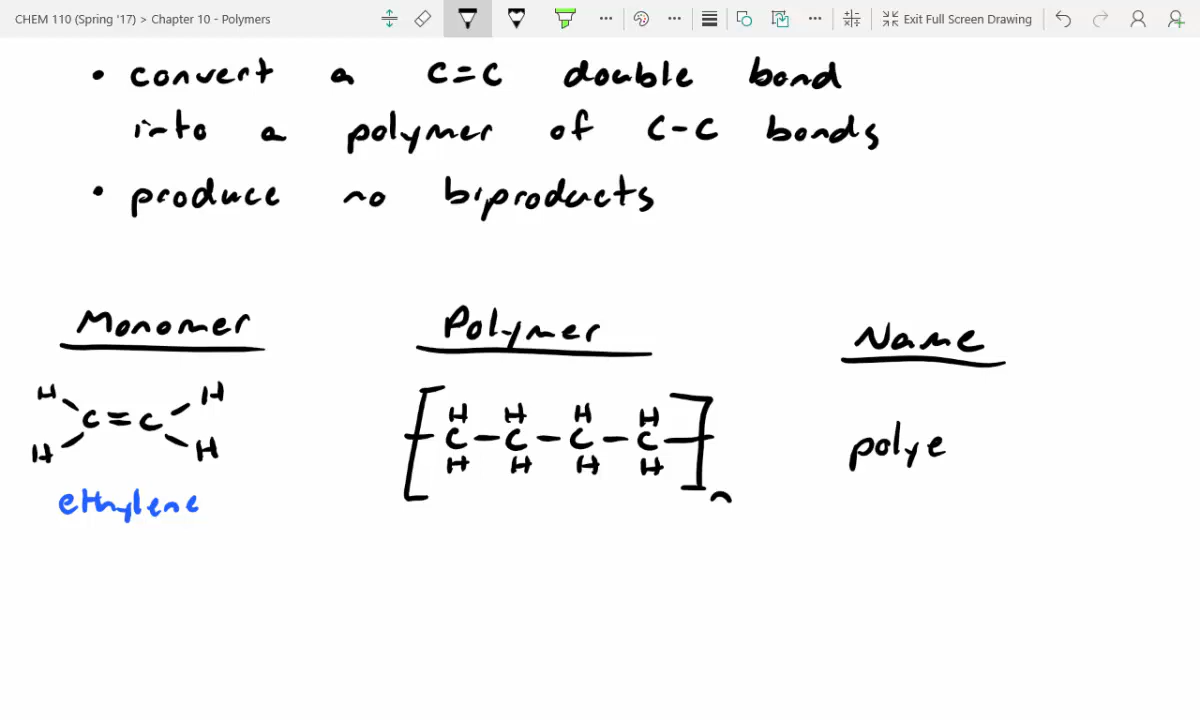 CHEM 110 (Spring '17) > Chapter 10 - Polymers
Exit Full Screen Drawing
• convert a C=C double bond
into a polymer of C-C bonds
• produce no biproducts
Monomer Polymer Name
H H H H H H
C=C [-C-C-C-C-]n polye
H H H H H H
ethylene